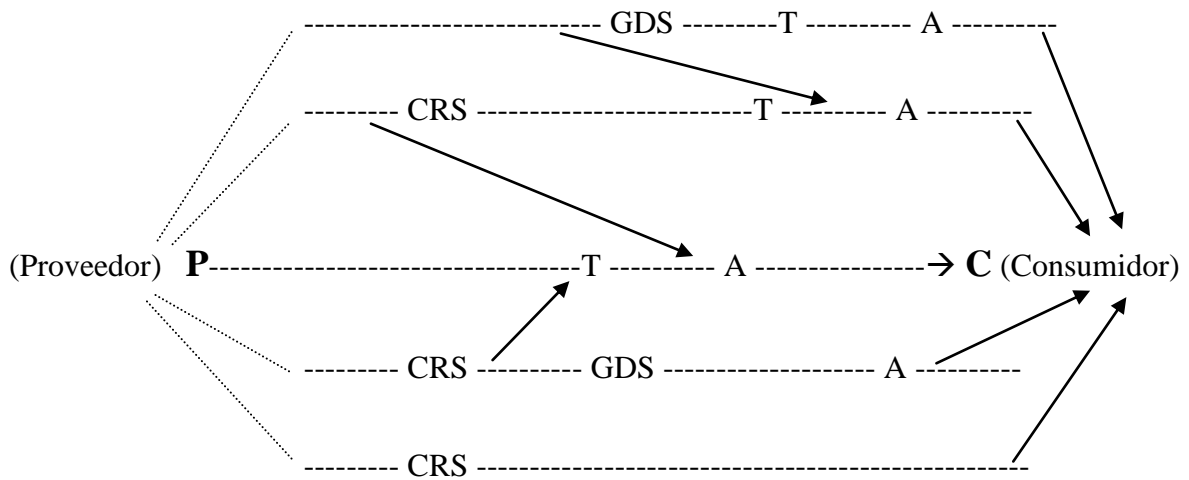 GDS T A
CRS T A
(Proveedor) P T A C (Consumidor)
CRS GDS A
CRS